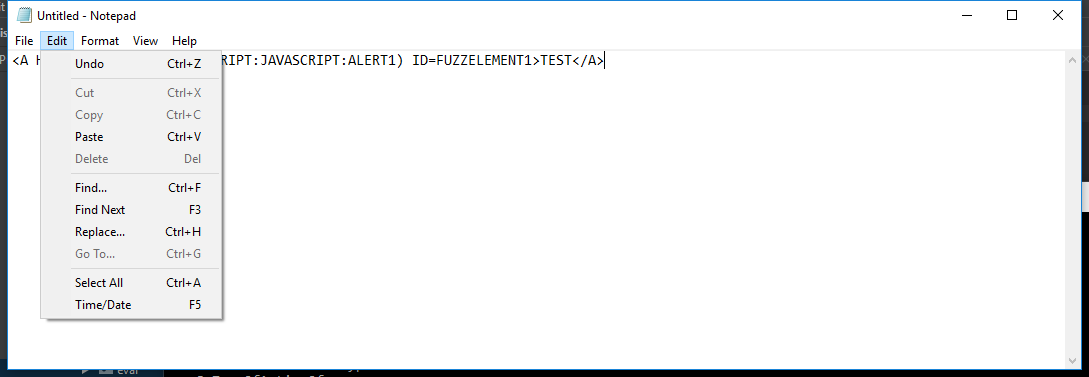 Untitled - Notepad
File Edit Format View Help
<A H RIPT:JAVASCRIPT:ALERT1) ID=FUZZELEMENT1>TEST</A>
Undo Ctrl+Z
Cut Ctrl+X
Copy Ctrl+C
Paste Ctrl+V
Delete Del
Find... Ctrl+F
Find Next F3
Replace... Ctrl+H
Go To... Ctrl+G
Select All Ctrl+A
Time/Date F5
eval